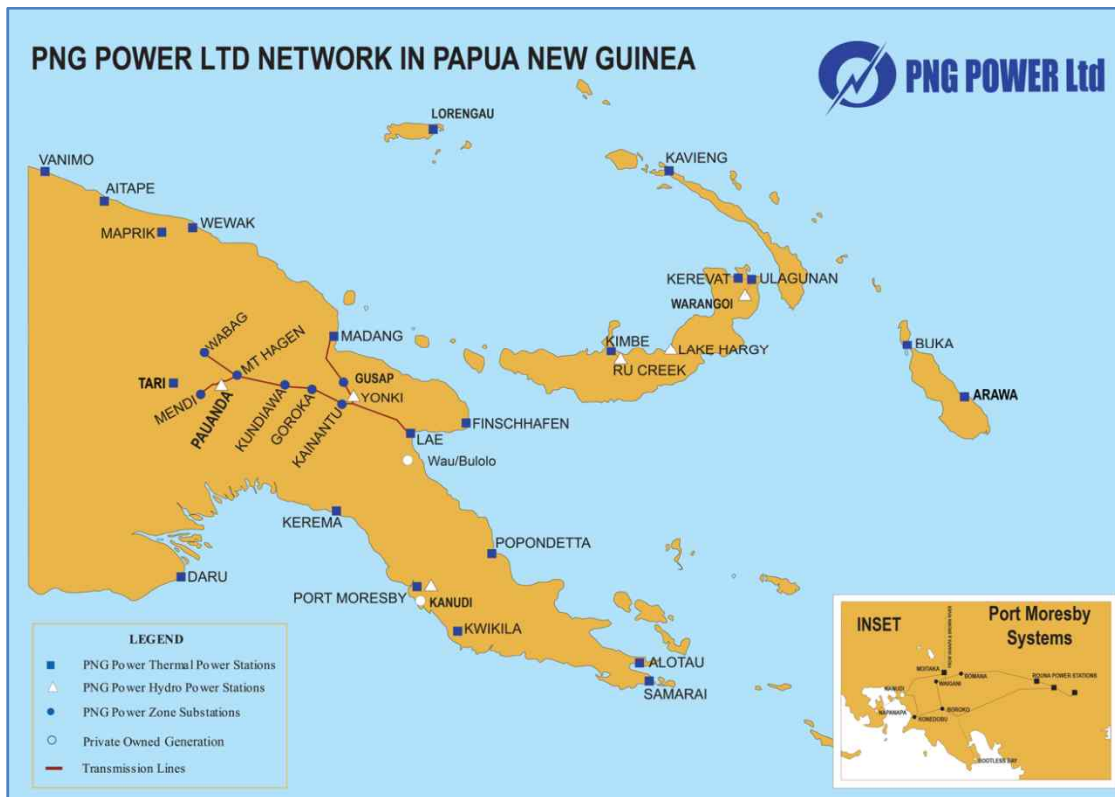 PNG POWER LTD NETWORK IN PAPUA NEW GUINEA
PNG POWER Ltd
LORENGAU
VANIMO
KAVIENG
AITAPE
MAPRIK
WEWAK
KEREVAT
ULAGUNAN
WARANGOI
MADANG
KIMBE
LAKE HARGY
RU CREEK
BUKA
WABAG
MT HAGEN
GUSAP
TARI
YONKI
ARAWA
MENDI
PAUANDA
KUNDIAWA
GOROKA
KAINANTU
FINSCHHAFEN
LAE
Wau/Bulolo
KEREMA
POPONDETTA
DARU
PORT MORESBY
KANUDI
KWIKILA
ALOTAU
SAMARAI
LEGEND
PNG Power Thermal Power Stations
PNG Power Hydro Power Stations
PNG Power Zone Substations
Private Owned Generation
Transmission Lines
INSET
Port Moresby
Systems
MOITAKA
BOMANA
ROUNA POWER STATIONS
WAIGANI
KANUDI
NAPANAPA
BOROKO
KONEDOBU
BOOTLESS BAY